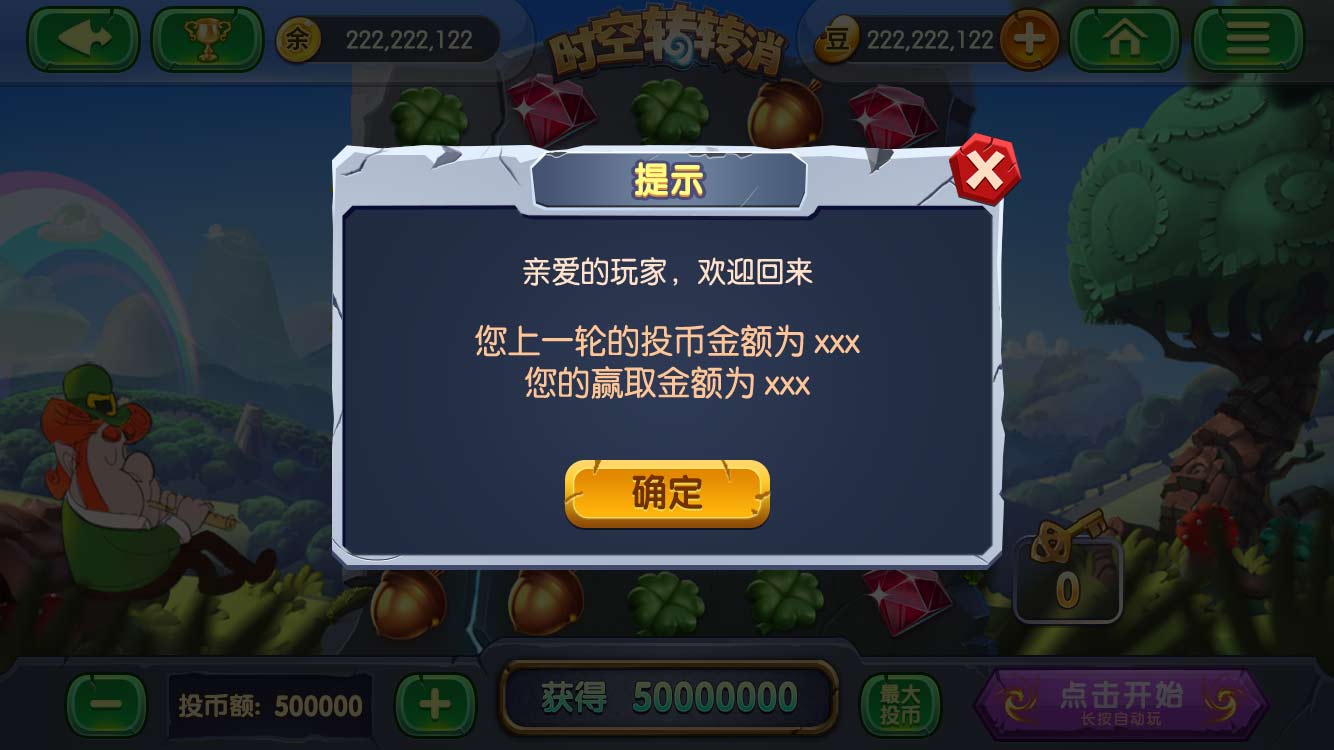 余 222,222,122
时空转转消
豆 222,222,122
提示
亲爱的玩家，欢迎回来
您上一轮的投币金额为 xxx
您的赢取金额为 xxx
确定
0
投币额: 500000
获得 50000000
最大
投币
点击开始
长按自动玩